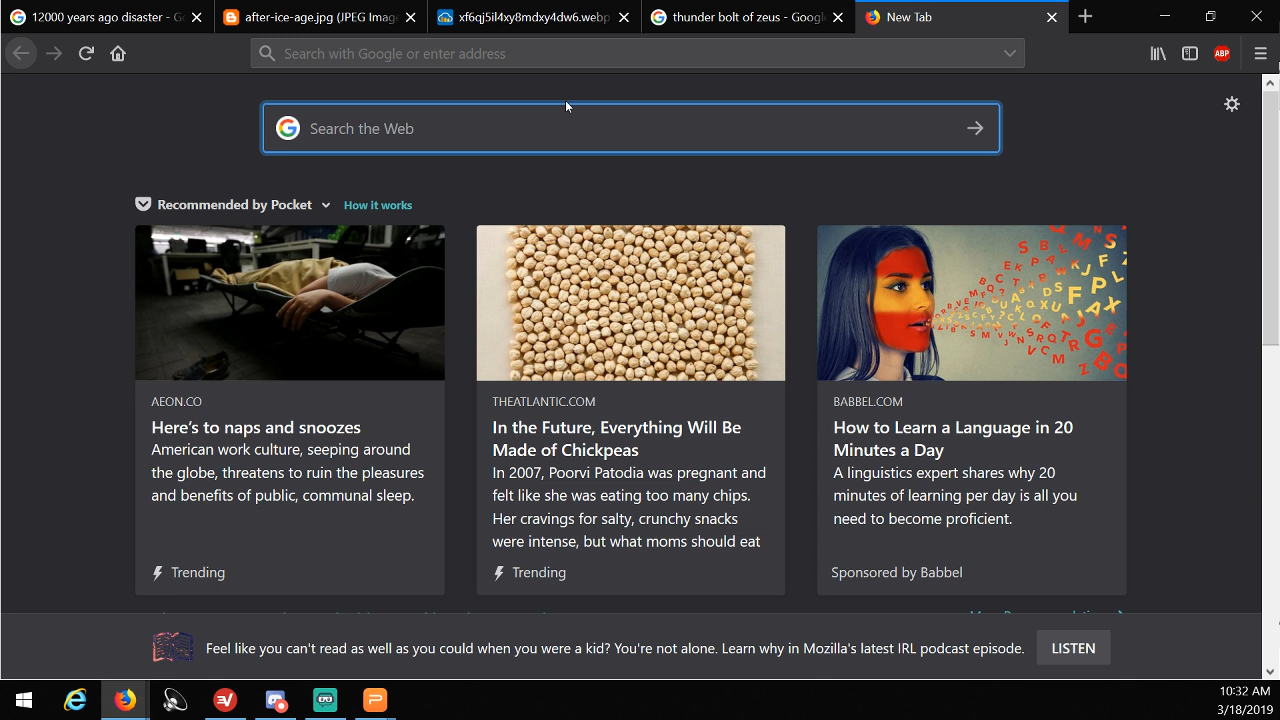 12000 years ago disaster - G
after-ice-age.jpg (JPEG Imag
xf6qj5il4xy8mdxy4dw6.webp
thunder bolt of zeus - Googl
New Tab
Search with Google or enter address
ABP
Search the Web
Recommended by Pocket
How it works
AEON.CO
Here's to naps and snoozes
American work culture, seeping around
the globe, threatens to ruin the pleasures
and benefits of public, communal sleep.
Trending
THEATLANTIC.COM
In the Future, Everything Will Be
Made of Chickpeas
In 2007, Poorvi Patodia was pregnant and
felt like she was eating too many chips.
Her cravings for salty, crunchy snacks
were intense, but what moms should eat
Trending
BABBEL.COM
How to Learn a Language in 20
Minutes a Day
A linguistics expert shares why 20
minutes of learning per day is all you
need to become proficient.
Sponsored by Babbel
Feel like you can't read as well as you could when you were a kid? You're not alone. Learn why in Mozilla's latest IRL podcast episode.
LISTEN
10:32 AM
3/18/2019